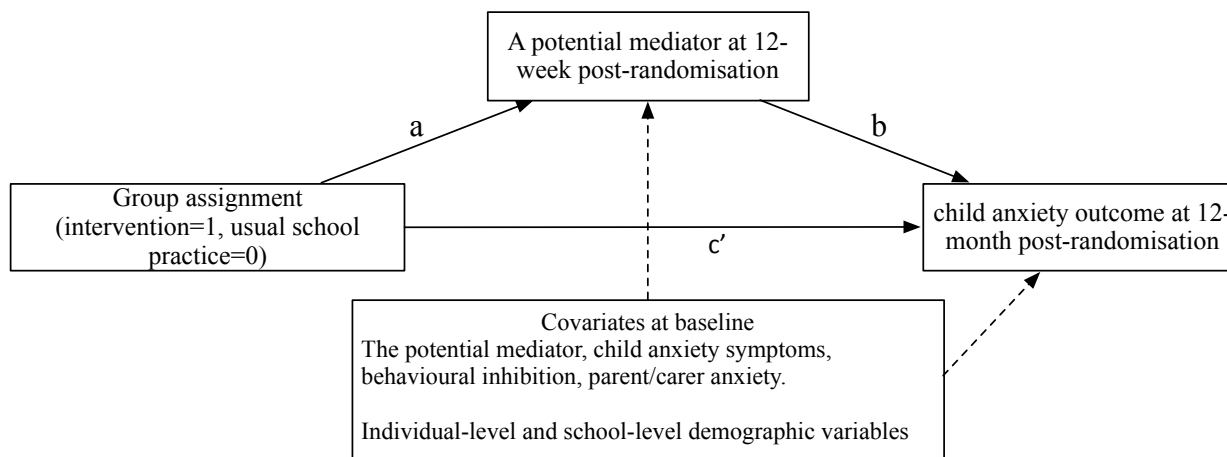 A potential mediator at 12-
week post-randomisation
a
b
Group assignment
(intervention=1, usual school
practice=0)
c’
child anxiety outcome at 12-
month post-randomisation
Covariates at baseline
The potential mediator, child anxiety symptoms,
behavioural inhibition, parent/carer anxiety.
Individual-level and school-level demographic variables